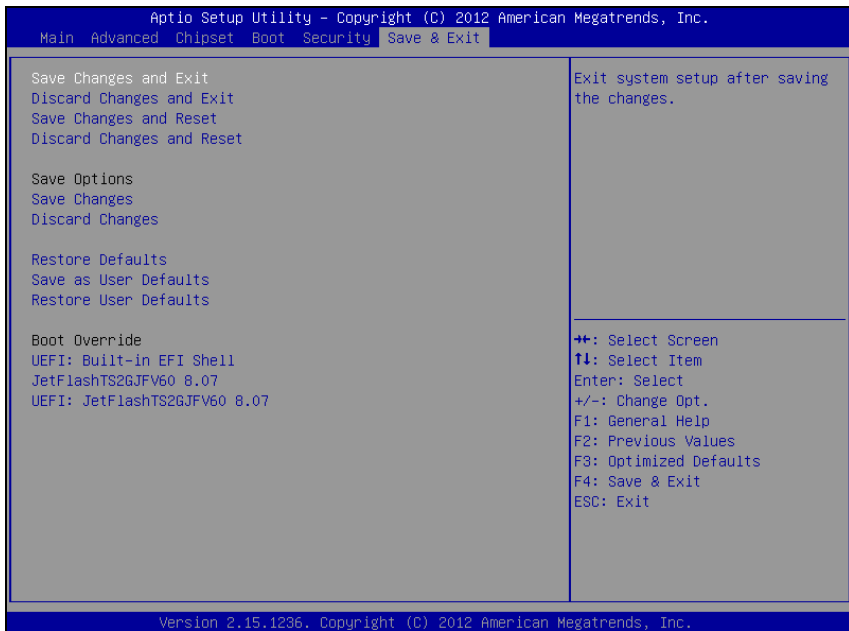 Aptio Setup Utility – Copyright (C) 2012 American Megatrends, Inc.
Main Advanced Chipset Boot Security Save & Exit
Save Changes and Exit
Discard Changes and Exit
Save Changes and Reset
Discard Changes and Reset
Save Options
Save Changes
Discard Changes
Restore Defaults
Save as User Defaults
Restore User Defaults
Boot Override
UEFI: Built-in EFI Shell
JetFlashTS2GJFV60 8.07
UEFI: JetFlashTS2GJFV60 8.07
Exit system setup after saving
the changes.
→←: Select Screen
↑↓: Select Item
Enter: Select
+/-: Change Opt.
F1: General Help
F2: Previous Values
F3: Optimized Defaults
F4: Save & Exit
ESC: Exit
Version 2.15.1236. Copyright (C) 2012 American Megatrends, Inc.